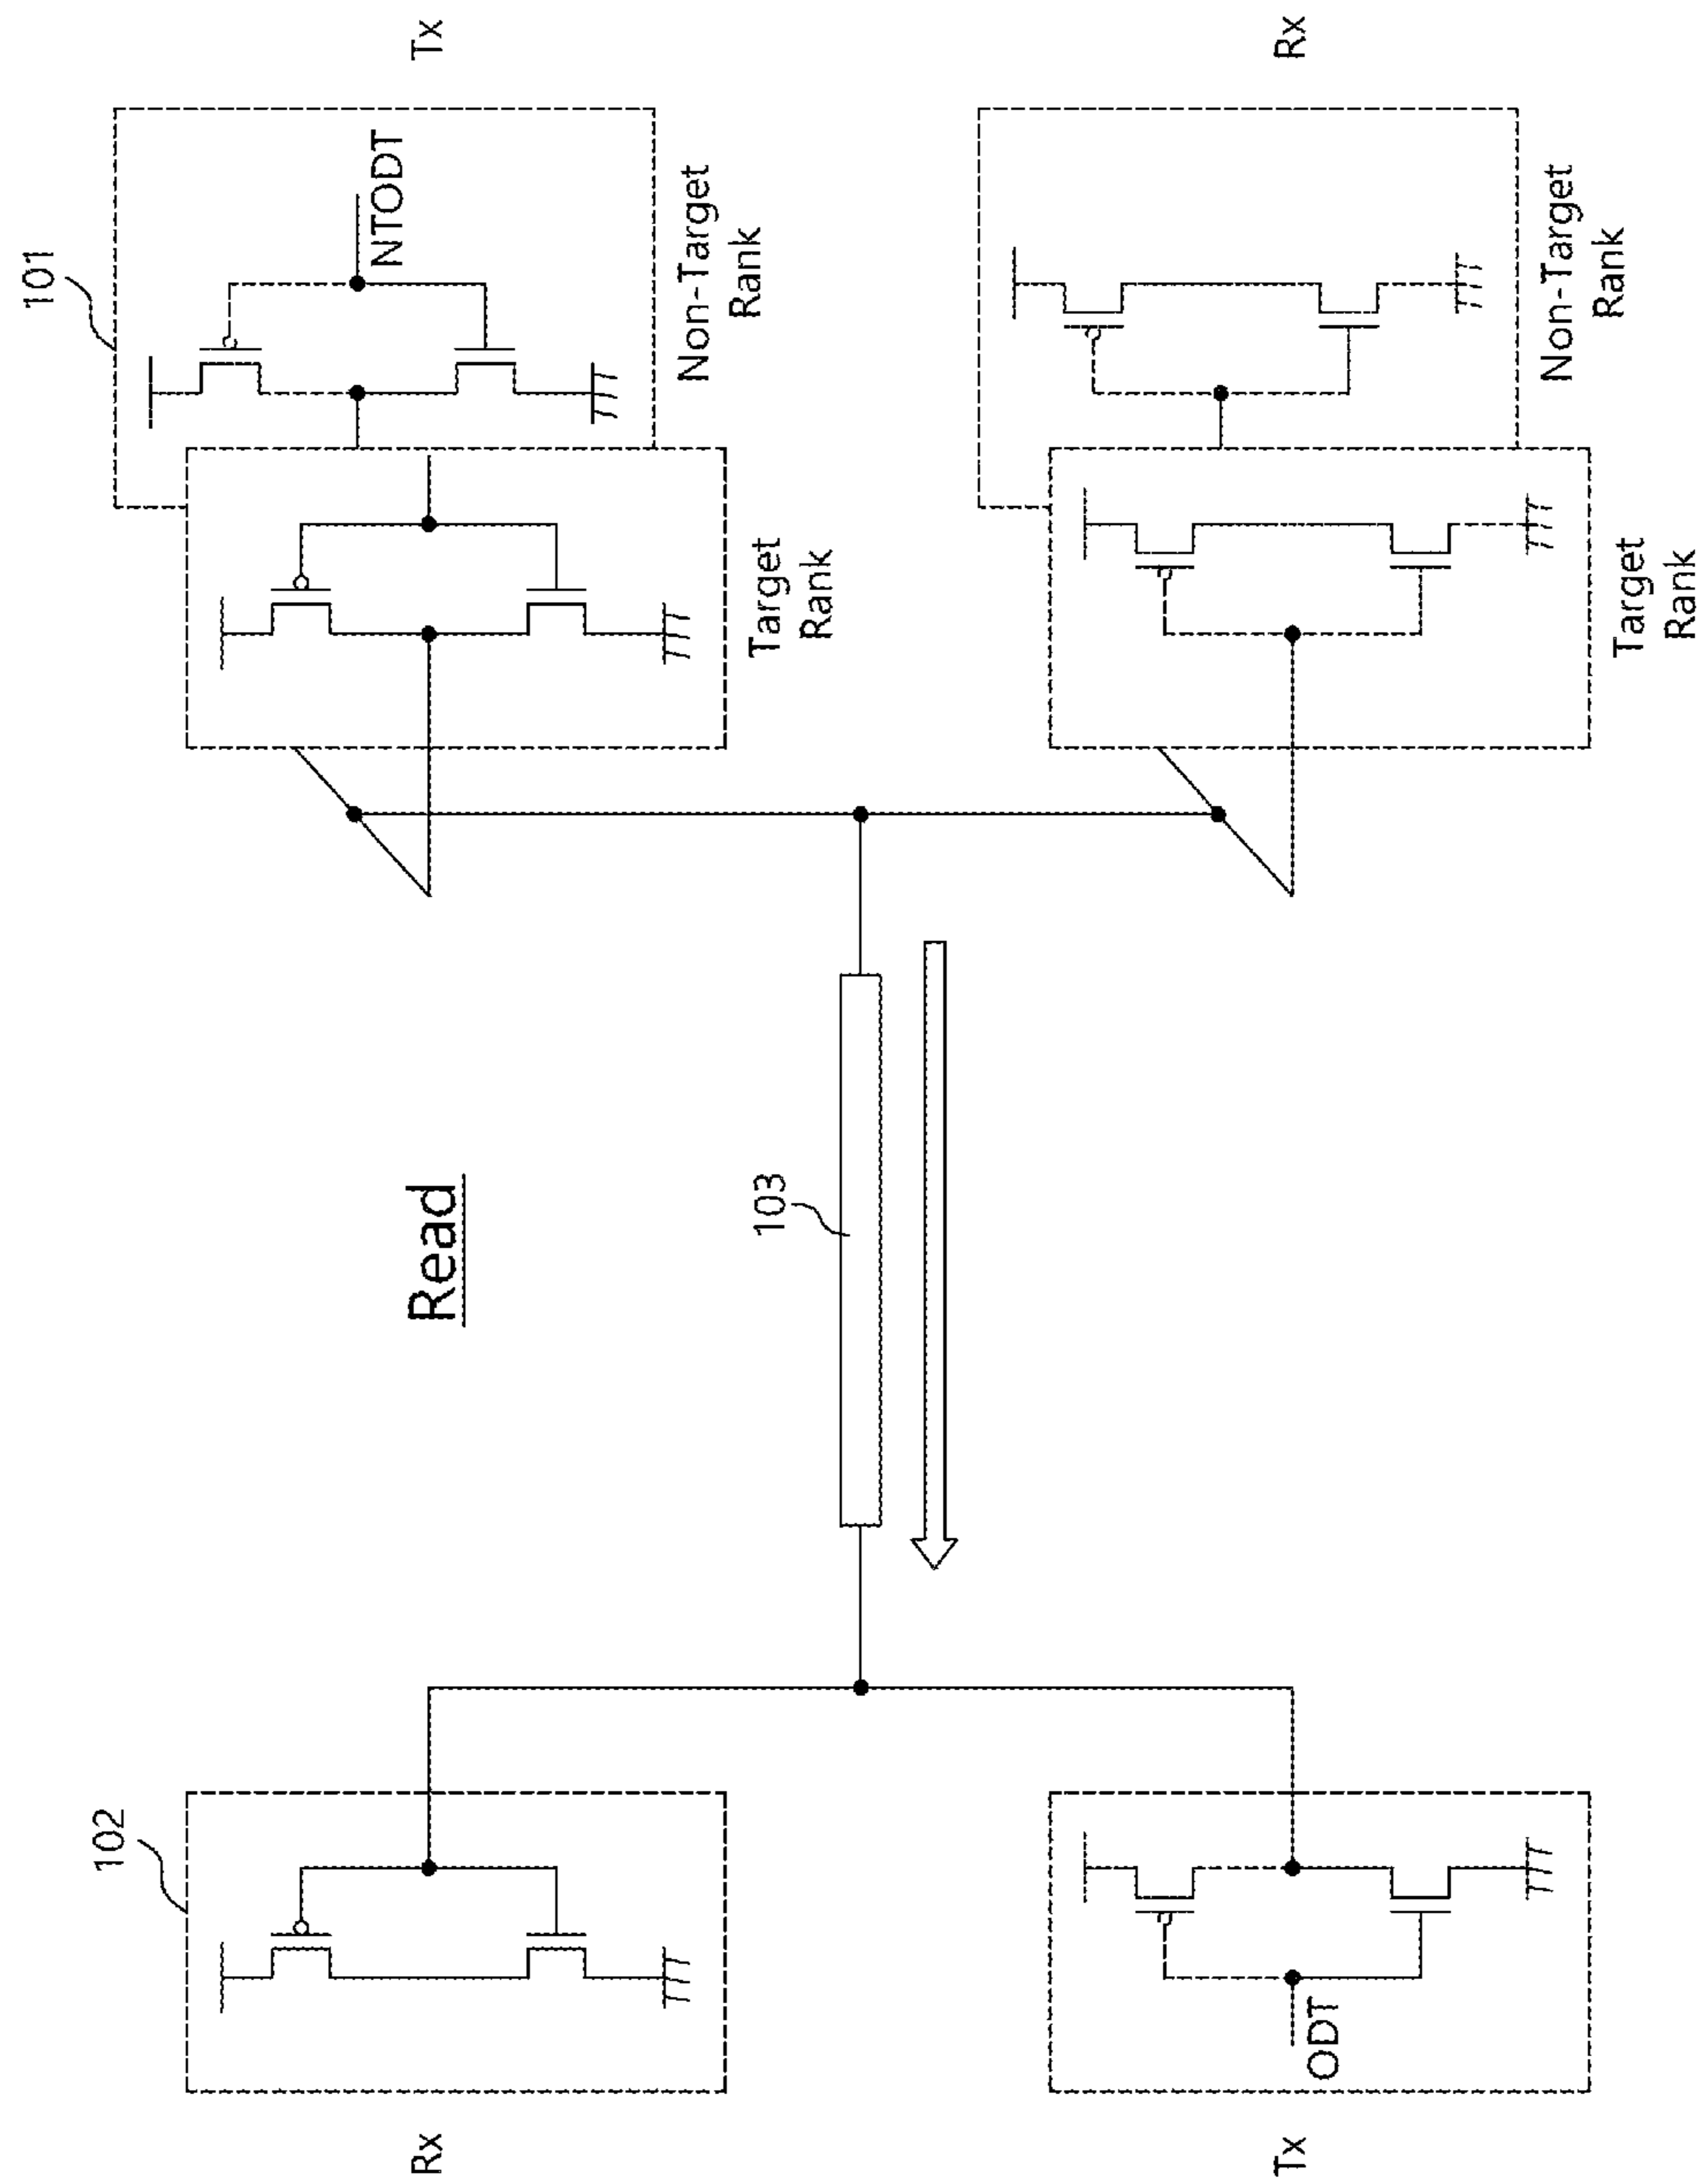 101
102
NTODT
Rx
Read
Tx
Non-Target
Rank
103
Target
Rank
Tx
ODT
Rx
Non-Target
Rank
Target
Rank